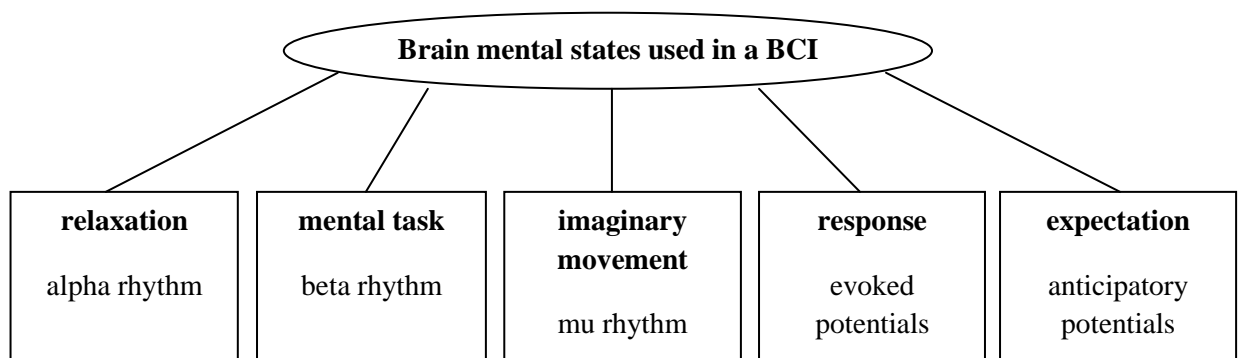 Brain mental states used in a BCI
relaxation
alpha rhythm
mental task
beta rhythm
imaginary
movement
mu rhythm
response
evoked
potentials
expectation
anticipatory
potentials